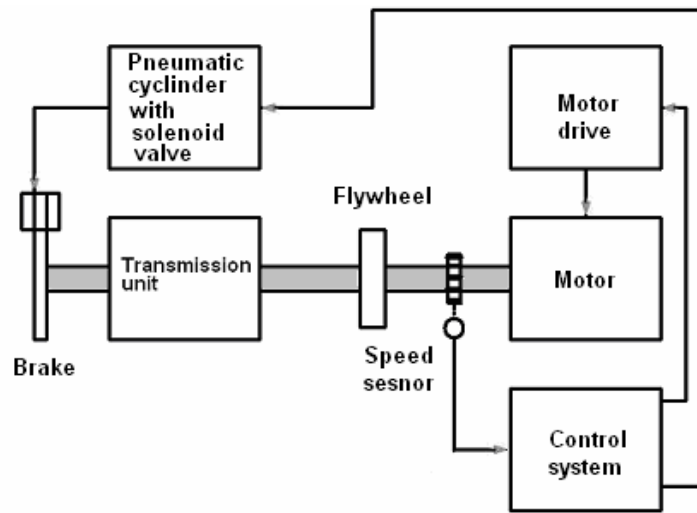 Pneumatic
cyclinder
with
solenoid
valve
Motor
drive
Flywheel
Transmission
unit
Motor
Brake
Speed
sesnor
Control
system